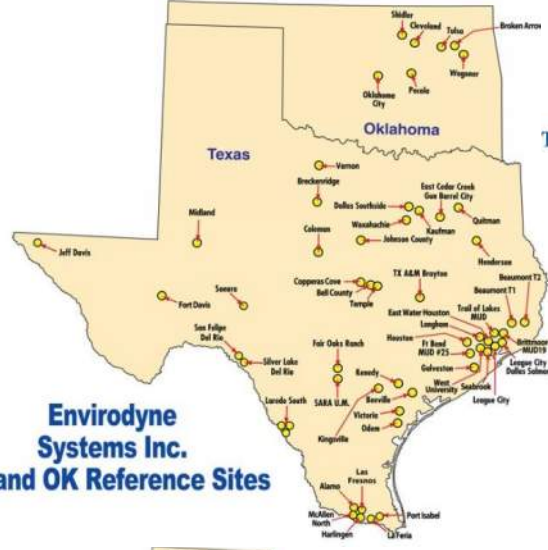 Shidler
Cleveland
Tulsa
Broken Arrow
Wagoner
Oklahoma
City
Pocola
Oklahoma
Texas
Vernon
Breckenridge
East Cedar Creek
Gun Barrel City
Dallas Southside
Waxahachie
Kaufman
Quitman
Midland
Coleman
Johnson County
Henderson
Jeff Davis
Copperas Cove
Bell County
Temple
TX A&M Brayton
Beaumont T2
Beaumont T1
Sonora
Fort Davis
East Water Houston
Trail of Lakes
MUD
Langham
Houston
Ft Bend
MUD #25
Brittmoore
MUD19
San Felipe
Del Rio
Silver Lake
Del Rio
Fair Oaks Ranch
Galveston
West
University
Seabrook
League City
Dallas Salmon
League City
Kenedy
SARA U.M.
Beeville
Laredo South
Victoria
Odem
Kingsville
Envirodyne
Systems Inc.
and OK Reference Sites
Las
Fresnos
Alamo
McAllen
North
Port Isabel
Harlingen
La Feria